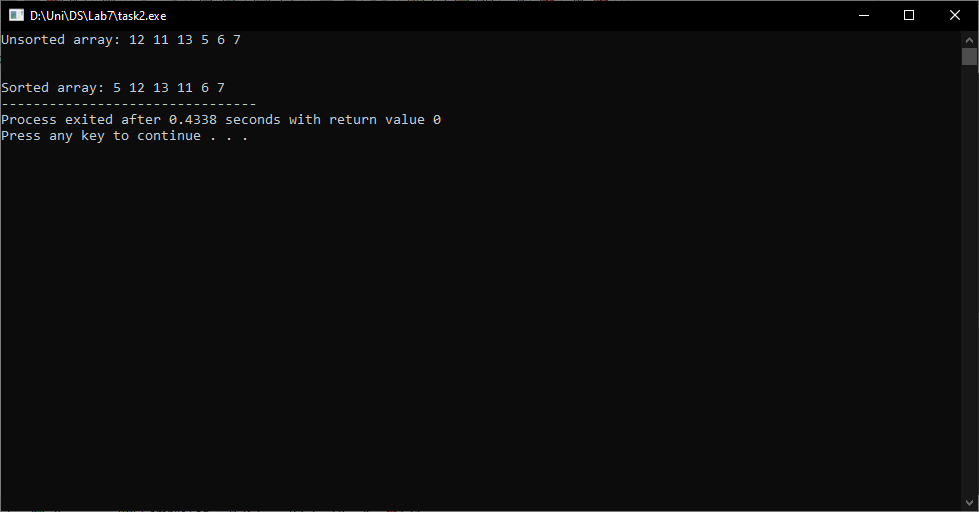 D:\Uni\DS\Lab7\task2.exe
Unsorted array: 12 11 13 5 6 7
Sorted array: 5 12 13 11 6 7
--------------------------------
Process exited after 0.4338 seconds with return value 0
Press any key to continue . . .